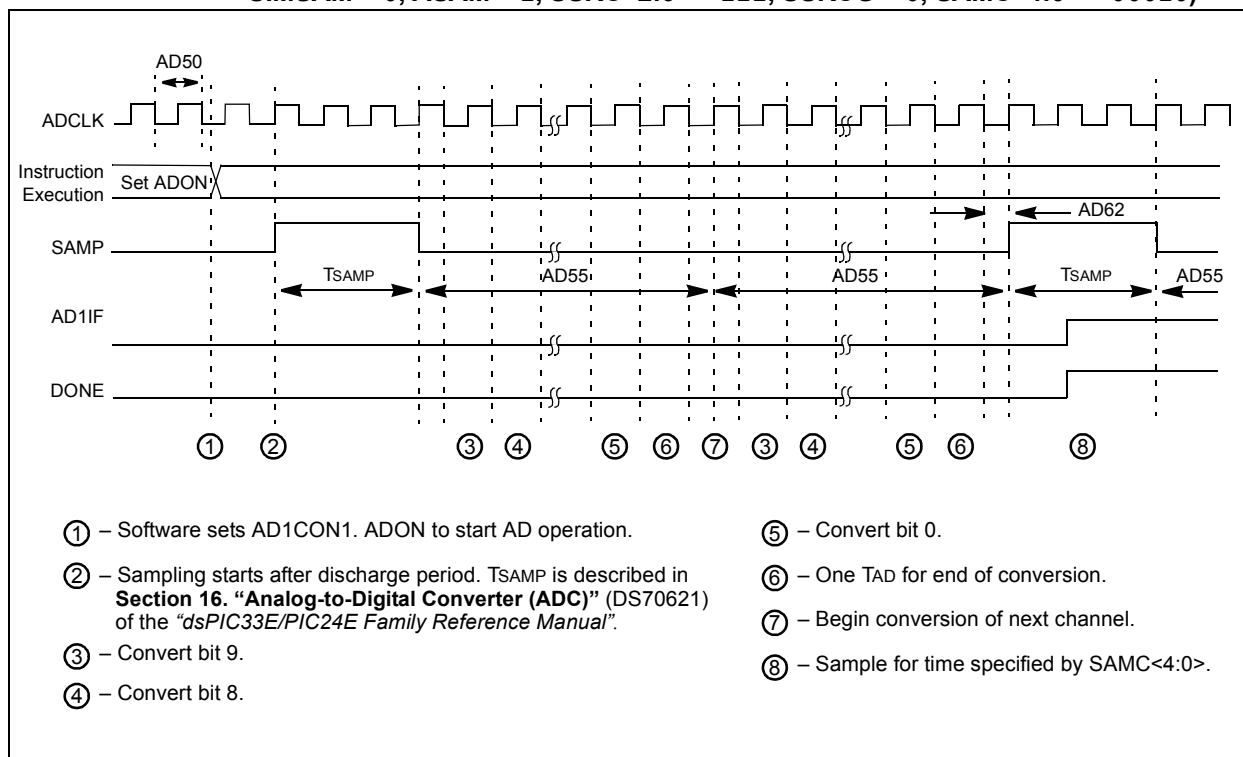 AD50
ADCLK
Instruction
Execution
Set ADON
AD62
SAMP
TSAMP
AD55
AD55
TSAMP
AD55
AD1IF
DONE
1 2 3 4 5 6 7 3 4 5 6 8
1 – Software sets AD1CON1. ADON to start AD operation.
2 – Sampling starts after discharge period. TSAMP is described in
Section 16. “Analog-to-Digital Converter (ADC)” (DS70621)
of the “dsPIC33E/PIC24E Family Reference Manual”.
3 – Convert bit 9.
4 – Convert bit 8.
5 – Convert bit 0.
6 – One TAD for end of conversion.
7 – Begin conversion of next channel.
8 – Sample for time specified by SAMC<4:0>.